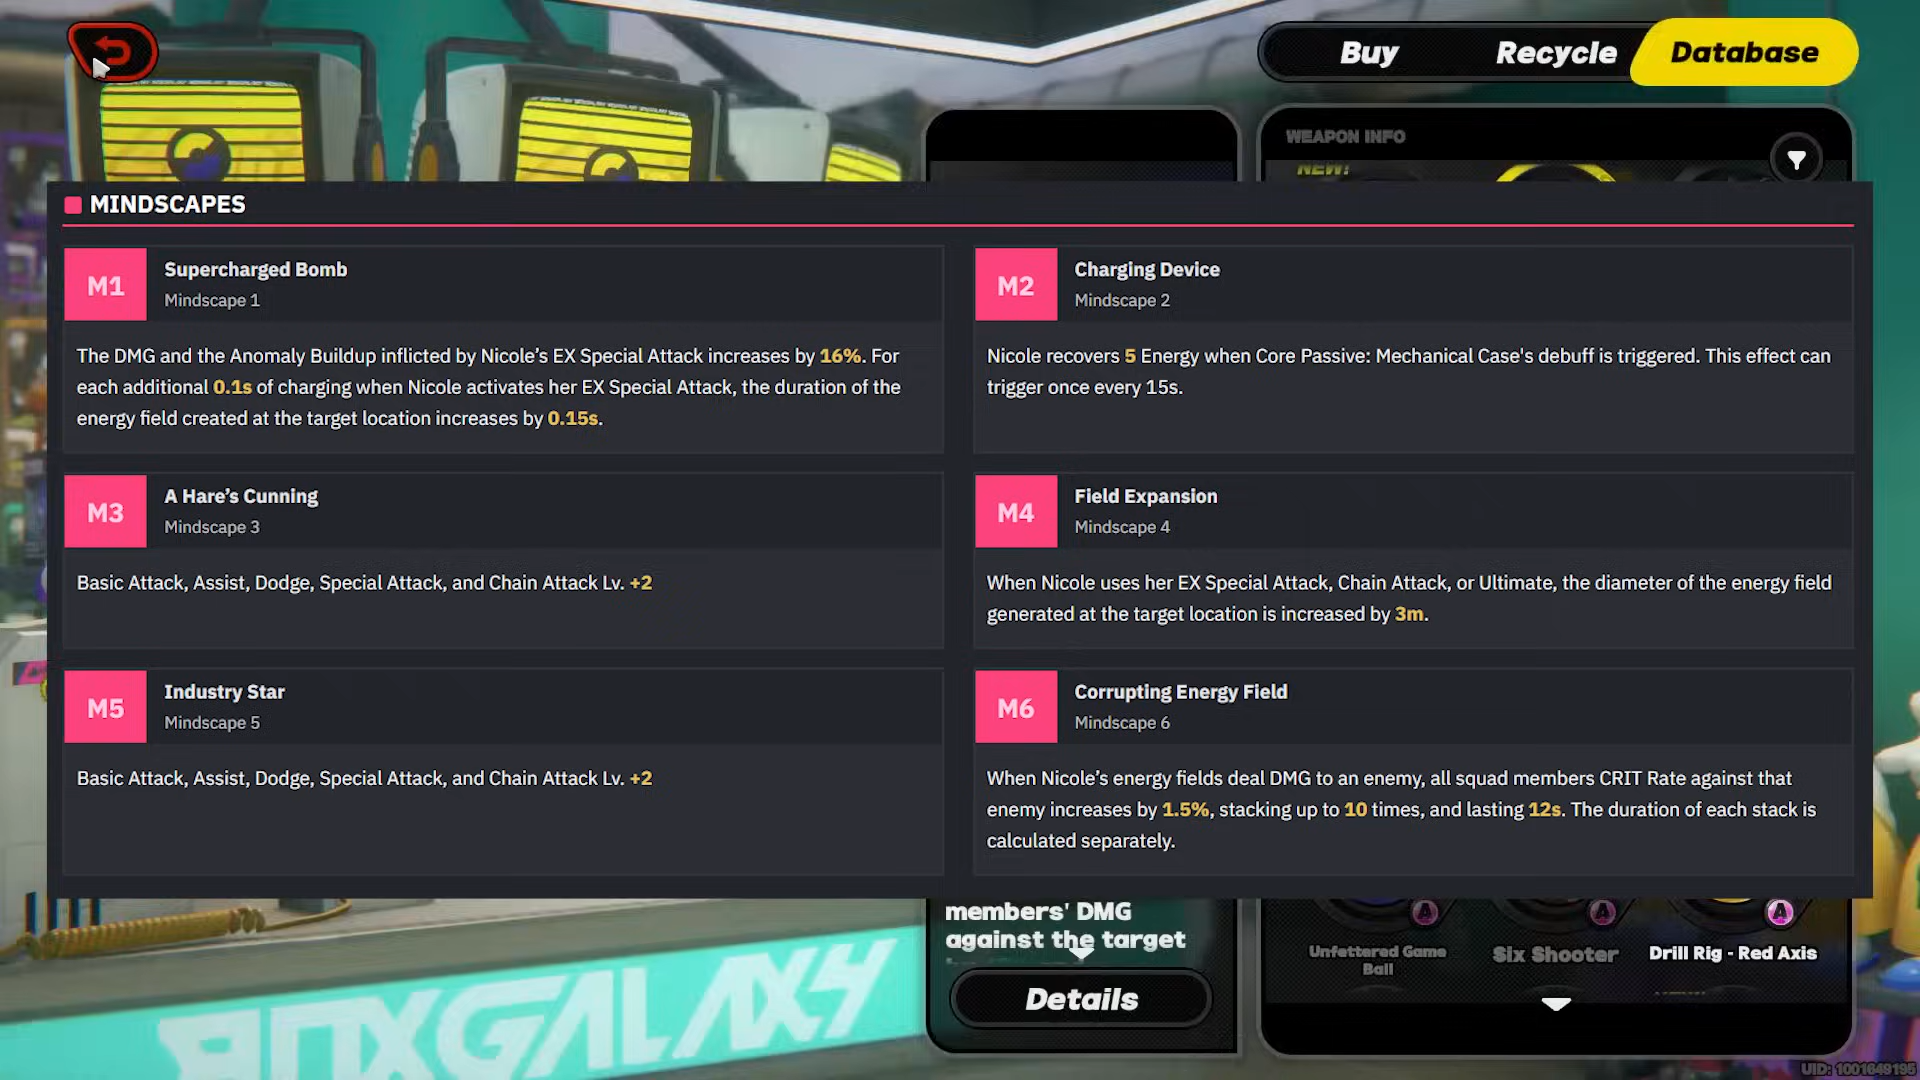 Buy
Recycle
Database
WEAPON INFO
NEW!
MINDSCAPES
M1
Supercharged Bomb
Mindscape 1
The DMG and the Anomaly Buildup inflicted by Nicole’s EX Special Attack increases by 16%. For
each additional 0.1s of charging when Nicole activates her EX Special Attack, the duration of the
energy field created at the target location increases by 0.15s.
M2
Charging Device
Mindscape 2
Nicole recovers 5 Energy when Core Passive: Mechanical Case's debuff is triggered. This effect can
trigger once every 15s.
M3
A Hare’s Cunning
Mindscape 3
Basic Attack, Assist, Dodge, Special Attack, and Chain Attack Lv. +2
M4
Field Expansion
Mindscape 4
When Nicole uses her EX Special Attack, Chain Attack, or Ultimate, the diameter of the energy field
generated at the target location is increased by 3m.
M5
Industry Star
Mindscape 5
Basic Attack, Assist, Dodge, Special Attack, and Chain Attack Lv. +2
M6
Corrupting Energy Field
Mindscape 6
When Nicole’s energy fields deal DMG to an enemy, all squad members CRIT Rate against that
enemy increases by 1.5%, stacking up to 10 times, and lasting 12s. The duration of each stack is
calculated separately.
members' DMG
against the target
Details
A
A
A
Unfettered Game
Ball
Six Shooter
Drill Rig - Red Axis
BOXGALAXY
UID: 1001649195